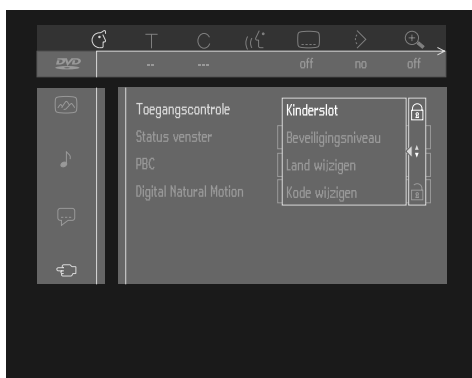 T C
DVD -- --- off no off
Toegangscontrole Kinderslot
Status venster Beveiligingsniveau
PBC Land wijzigen
Digital Natural Motion Kode wijzigen